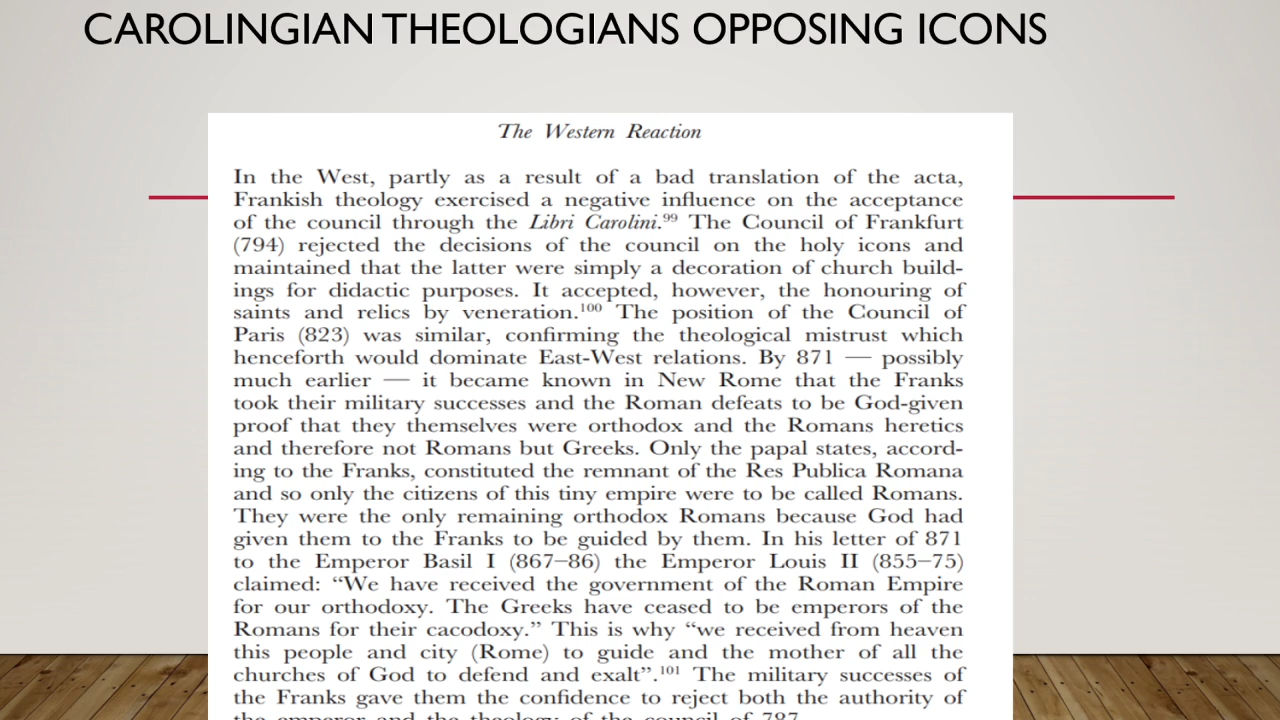 CAROLINGIAN THEOLOGIANS OPPOSING ICONS
The Western Reaction
In the West, partly as a result of a bad translation of the acta,
Frankish theology exercised a negative influence on the acceptance
of the council through the Libri Carolini.⁹⁹ The Council of Frankfurt
(794) rejected the decisions of the council on the holy icons and
maintained that the latter were simply a decoration of church build-
ings for didactic purposes. It accepted, however, the honouring of
saints and relics by veneration.¹⁰⁰ The position of the Council of
Paris (823) was similar, confirming the theological mistrust which
henceforth would dominate East-West relations. By 871 — possibly
much earlier — it became known in New Rome that the Franks
took their military successes and the Roman defeats to be God-given
proof that they themselves were orthodox and the Romans heretics
and therefore not Romans but Greeks. Only the papal states, accord-
ing to the Franks, constituted the remnant of the Res Publica Romana
and so only the citizens of this tiny empire were to be called Romans.
They were the only remaining orthodox Romans because God had
given them to the Franks to be guided by them. In his letter of 871
to the Emperor Basil I (867–86) the Emperor Louis II (855–75)
claimed: “We have received the government of the Roman Empire
for our orthodoxy. The Greeks have ceased to be emperors of the
Romans for their cacodoxy.” This is why “we received from heaven
this people and city (Rome) to guide and the mother of all the
churches of God to defend and exalt”.¹⁰¹ The military successes of
the Franks gave them the confidence to reject both the authority of
the emperor and the theology of the council of 787.